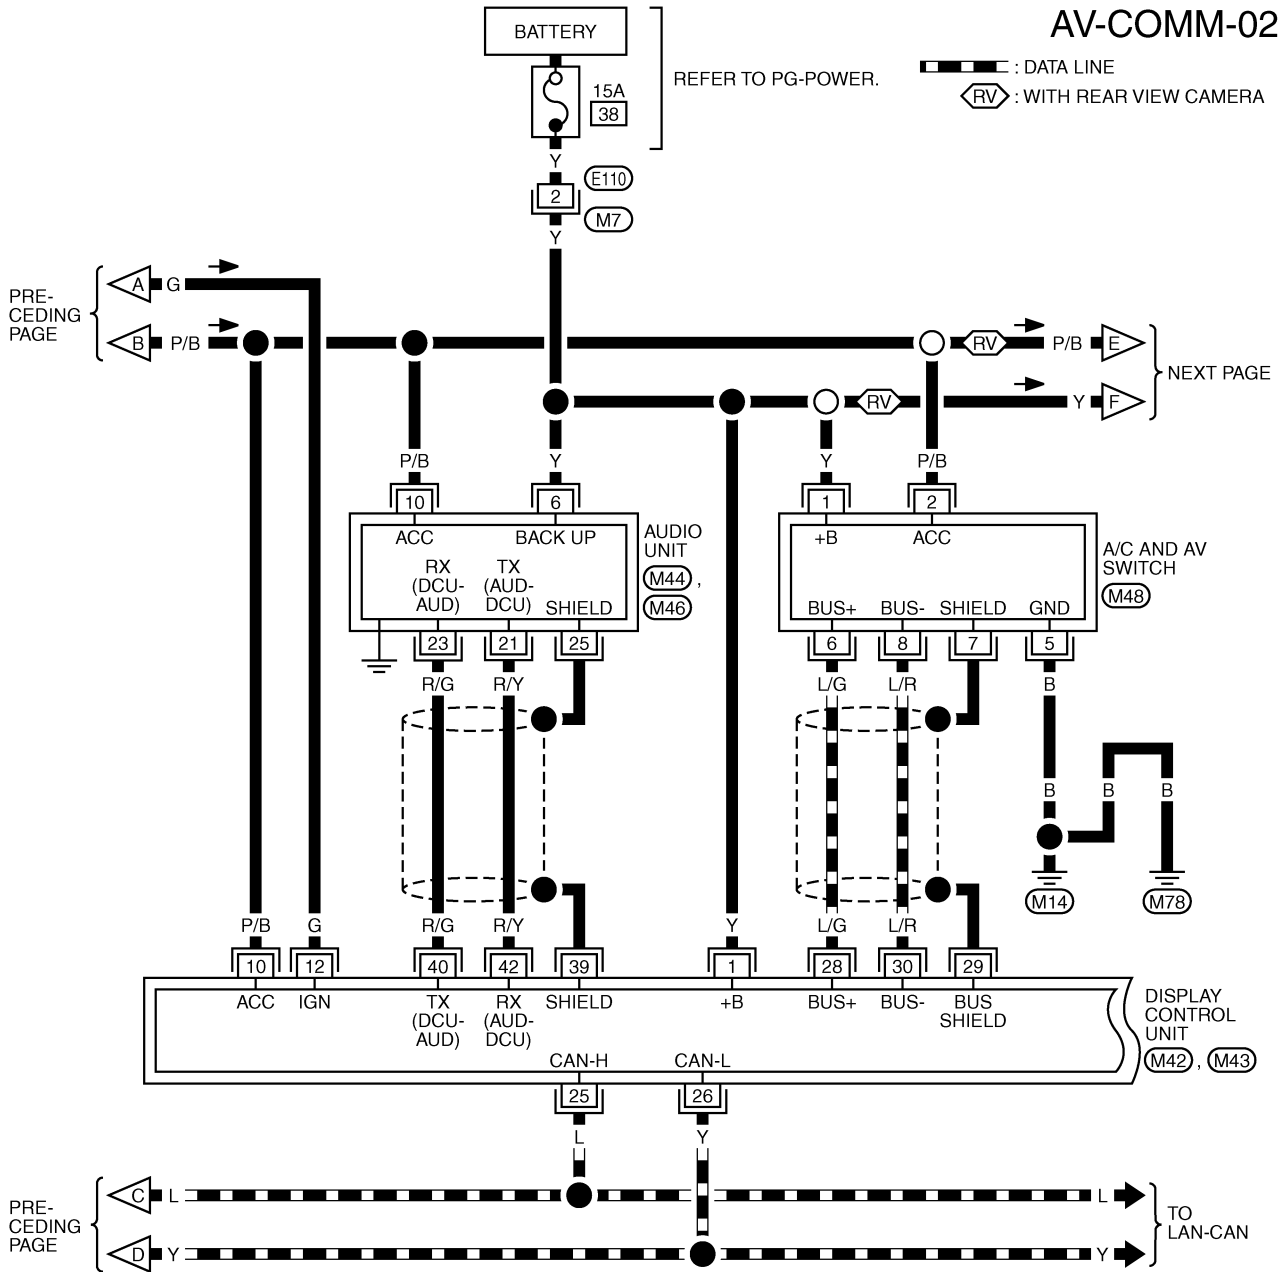 AV-COMM-02
BATTERY
: DATA LINE
REFER TO PG-POWER.
RV : WITH REAR VIEW CAMERA
15A
38
Y
E110
2
M7
Y
A G
PRE-
CEDING
PAGE
B P/B
RV P/B E
NEXT PAGE
RV Y F
P/B Y Y P/B
10 6 1 2
ACC BACK UP
AUDIO
UNIT
M44 ,
M46
+B ACC
A/C AND AV
SWITCH
M48
RX
(DCU-
AUD)
TX
(AUD-
DCU)
SHIELD
BUS+ BUS- SHIELD GND
23 21 25 6 8 7 5
R/G R/Y L/G L/R B
B B B
M14 M78
P/B G R/G R/Y Y L/G L/R
10 12 40 42 39 1 28 30 29
ACC IGN
TX
(DCU-
AUD)
RX
(AUD-
DCU)
SHIELD +B BUS+ BUS-
BUS
SHIELD
DISPLAY
CONTROL
UNIT
M42 , M43
CAN-H CAN-L
25 26
L Y
C L L
PRE-
CEDING
PAGE
TO
LAN-CAN
D Y Y